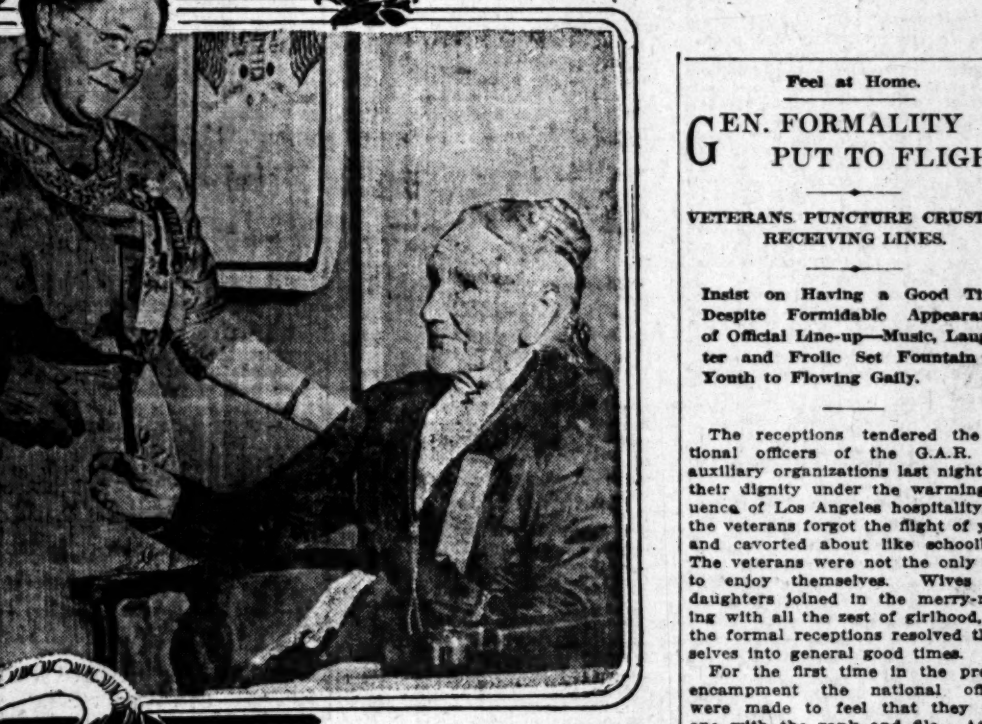 Feel at Home.
GEN. FORMALITY
PUT TO FLIGH
VETERANS PUNCTURE CRUST
RECEIVING LINES.
Insist on Having a Good Ti
Despite Formidable Appeara
of Official Line-up—Music, Laug
ter and Frolic Set Fountain
Youth to Flowing Gaily.
The receptions tendered the
tional officers of the G.A.R.
auxiliary organizations last night
their dignity under the warming
uence of Los Angeles hospitality
the veterans forgot the flight of y
and cavorted about like schooll
The veterans were not the only
to enjoy themselves. Wives
daughters joined in the merry-m
ing with all the zest of girlhood,
the formal receptions resolved th
selves into general good times.
For the first time in the pre
encampment the national off
were made to feel that they